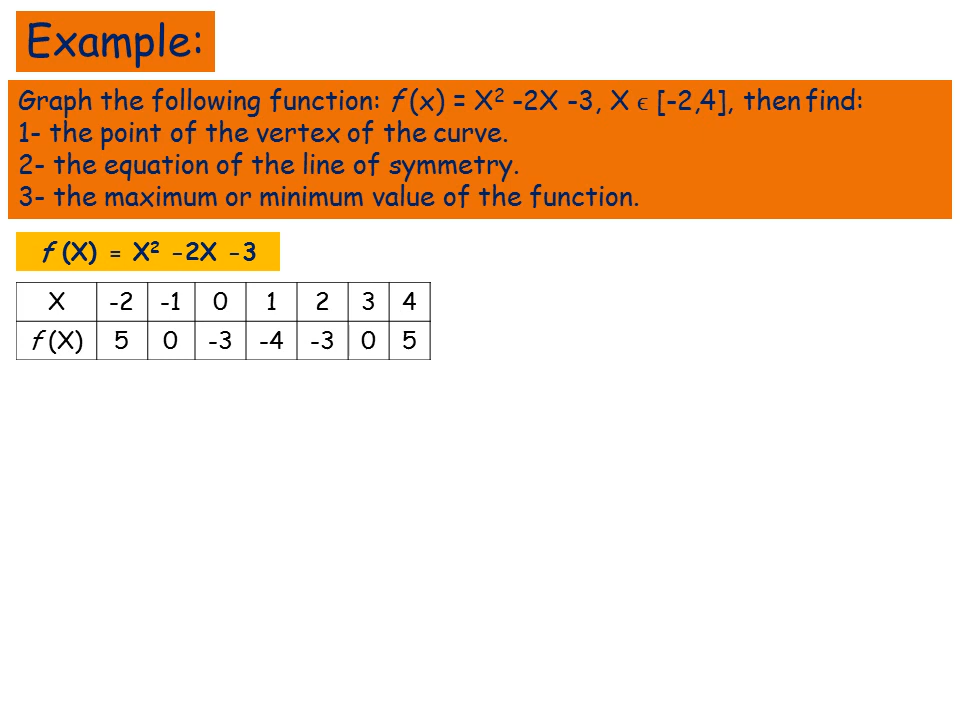 Example:
Graph the following function: f (x) = X² -2X -3, X ϵ [-2,4], then find:
1- the point of the vertex of the curve.
2- the equation of the line of symmetry.
3- the maximum or minimum value of the function.
f (X) = X² -2X -3
X -2 -1 0 1 2 3 4
f (X) 5 0 -3 -4 -3 0 5